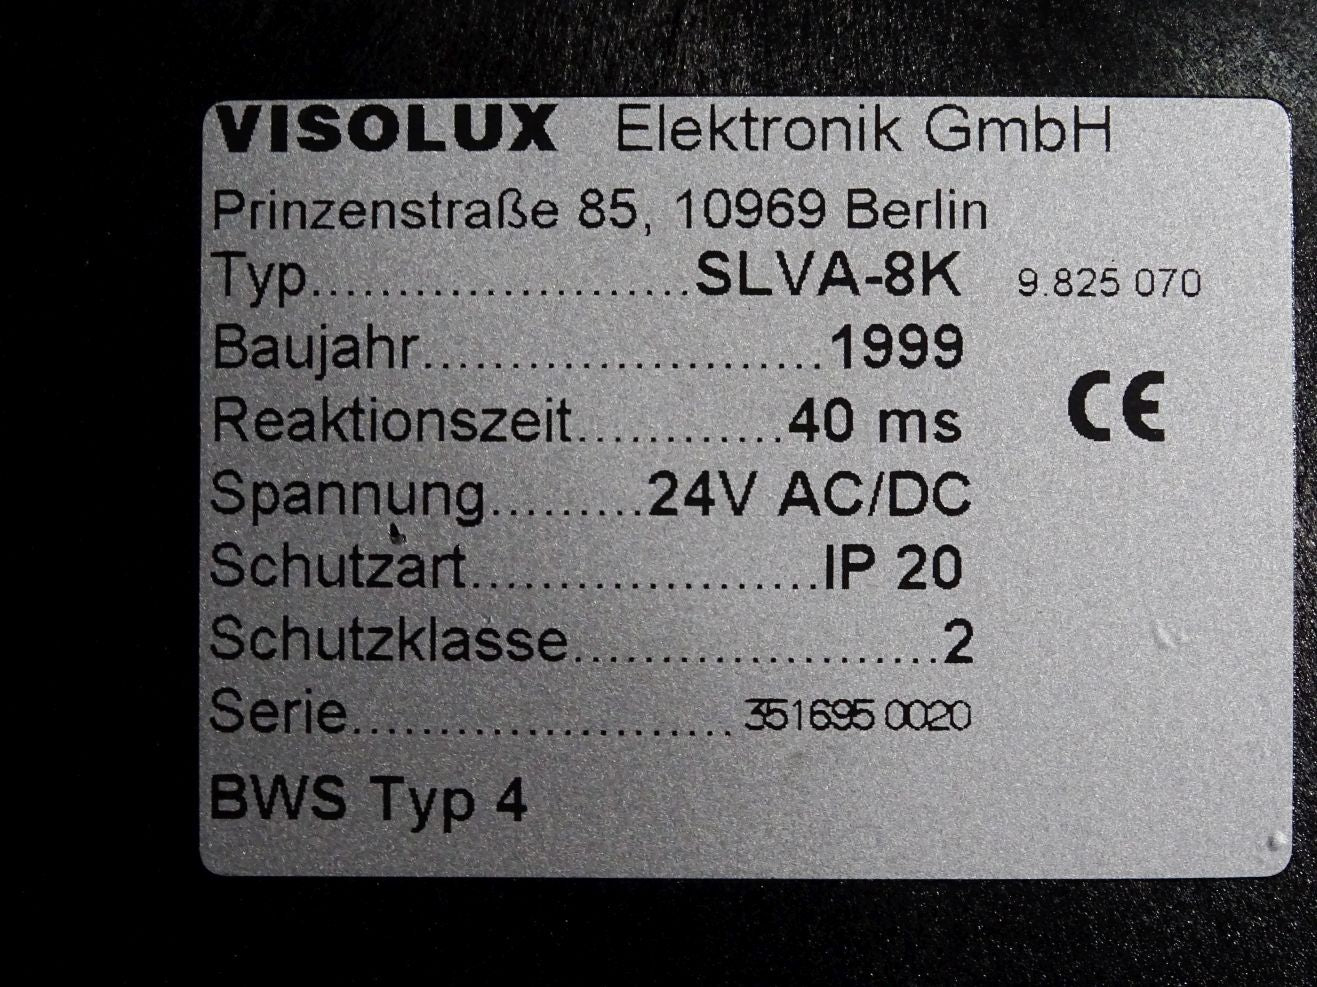 VISOLUX Elektronik GmbH
Prinzenstraße 85, 10969 Berlin
Typ..........................SLVA-8K 9.825 070
Baujahr...........................1999
Reaktionszeit..............40 ms
Spannung..........24V AC/DC
Schutzart........................IP 20
Schutzklasse.........................2
Serie..........................351695 0020
BWS Typ 4
CE